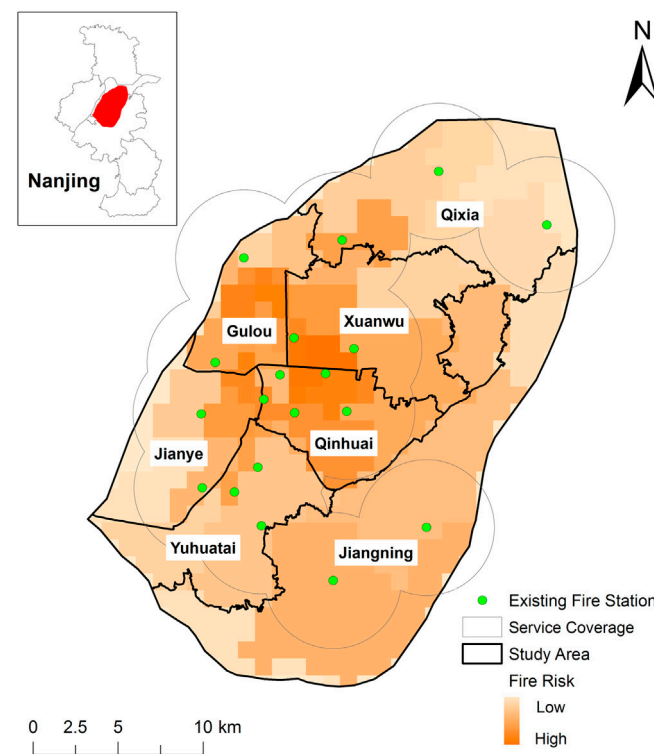 Nanjing
N
Qixia
Xuanwu
Gulou
Qinhuai
Jianye
Yuhuatai
Jiangning
Existing Fire Station
Service Coverage
Study Area
Fire Risk
Low
High
0 2.5 5 10 km